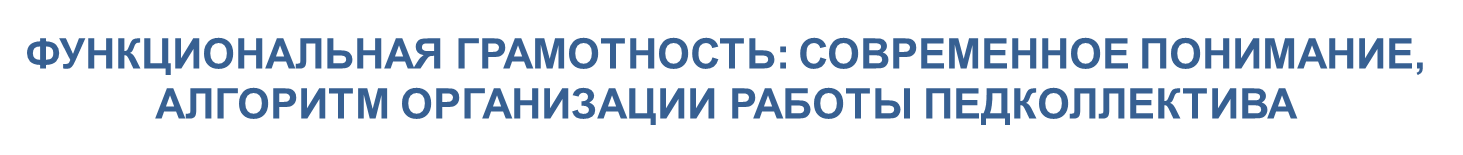 ФУНКЦИОНАЛЬНАЯ ГРАМОТНОСТЬ: СОВРЕМЕННОЕ ПОНИМАНИЕ,
АЛГОРИТМ ОРГАНИЗАЦИИ РАБОТЫ ПЕДКОЛЛЕКТИВА